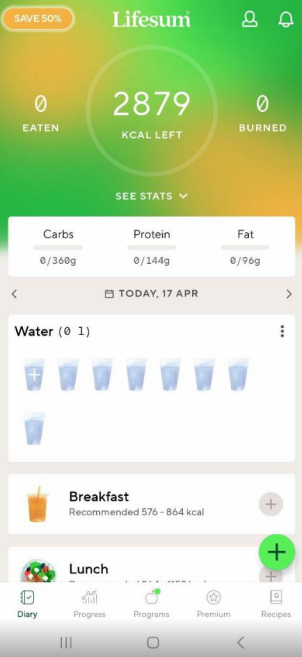 SAVE 50%
Lifesum
0
EATEN
2879
KCAL LEFT
0
BURNED
SEE STATS
Carbs
Protein
Fat
0/360g
0/144g
0/96g
TODAY, 17 APR
Water (0 l)
Breakfast
Recommended 576 - 864 kcal
Lunch
Diary
Progress
Programs
Premium
Recipes